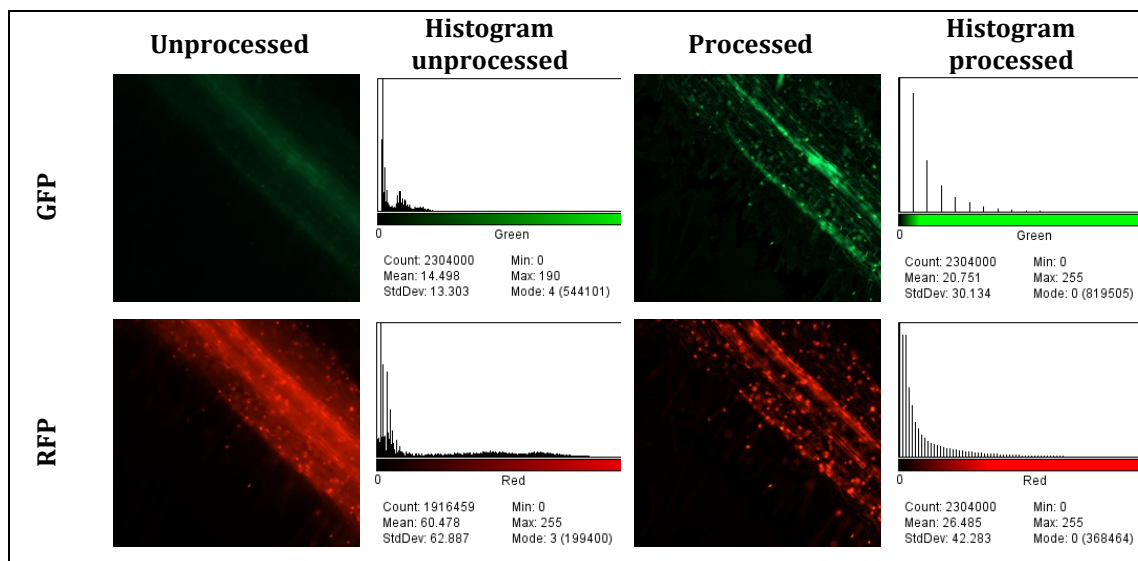 Unprocessed
Histogram
unprocessed
Processed
Histogram
processed
GFP
0
Green
Count: 2304000 Min: 0
Mean: 14.498 Max: 190
StdDev: 13.303 Mode: 4 (544101)
0
Green
Count: 2304000 Min: 0
Mean: 20.751 Max: 255
StdDev: 30.134 Mode: 0 (819505)
RFP
0
Red
Count: 1916459 Min: 0
Mean: 60.478 Max: 255
StdDev: 62.887 Mode: 3 (199400)
0
Red
Count: 2304000 Min: 0
Mean: 26.485 Max: 255
StdDev: 42.283 Mode: 0 (368464)